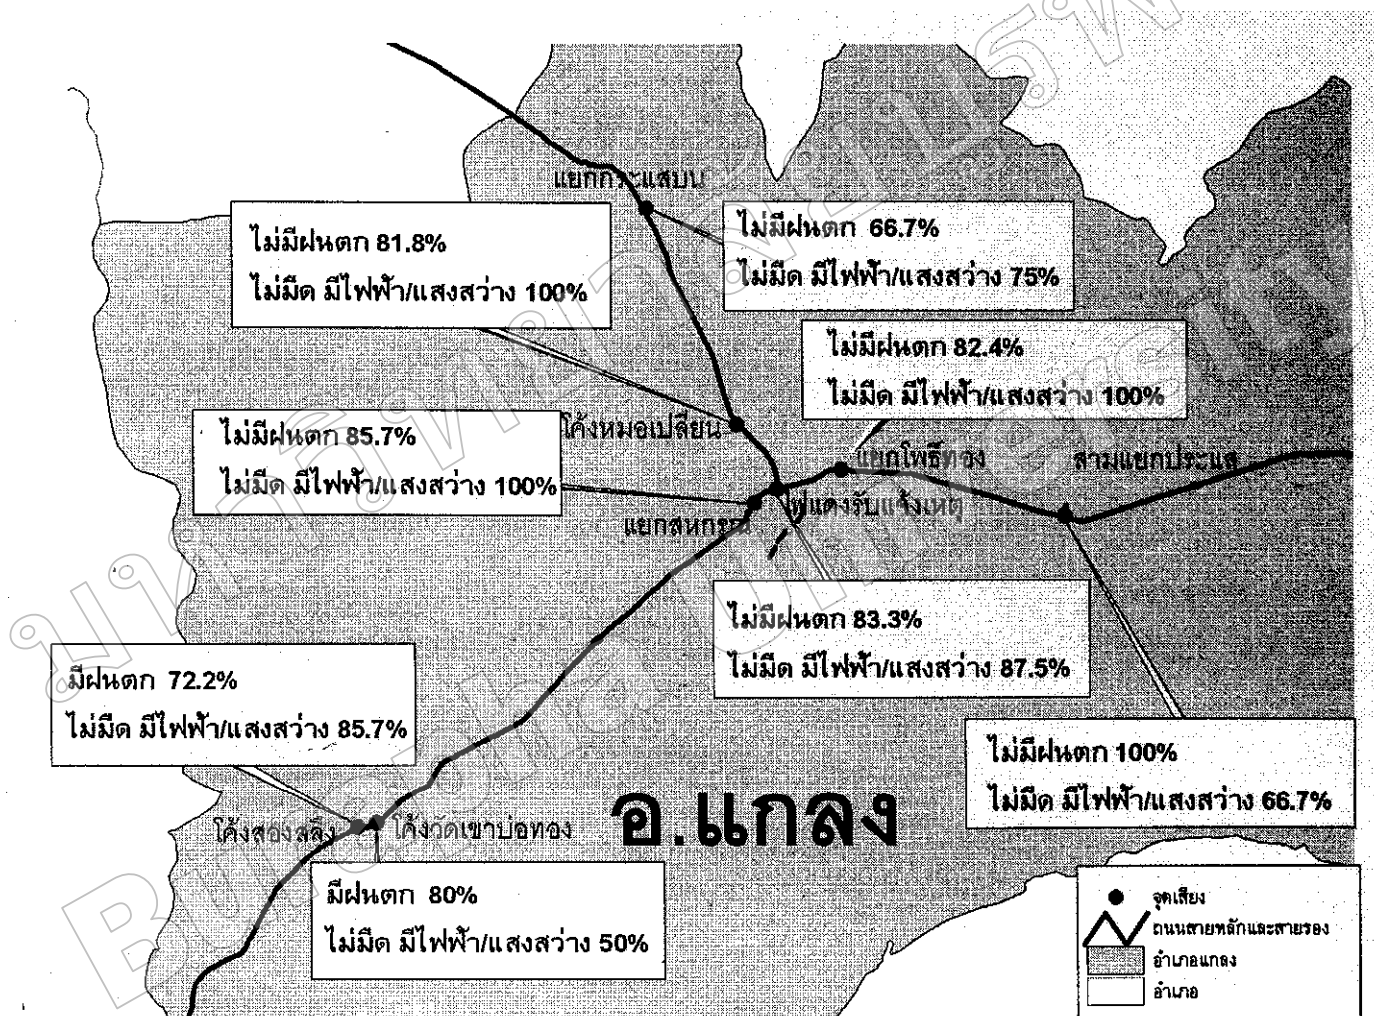 แยกกระแสบน
ไม่มีฝนตก 81.8%
ไม่มืด มีไฟฟ้า/แสงสว่าง 100%
ไม่มีฝนตก 66.7%
ไม่มืด มีไฟฟ้า/แสงสว่าง 75%
ไม่มีฝนตก 82.4%
ไม่มืด มีไฟฟ้า/แสงสว่าง 100%
ไม่มีฝนตก 85.7%
ไม่มืด มีไฟฟ้า/แสงสว่าง 100%
โค้งหมอเปลี่ยน
แยกโพธิ์ทอง
สามแยกประแส
ไฟแดงรับแจ้งเหตุ
แยกสหกรณ์
ไม่มีฝนตก 83.3%
ไม่มืด มีไฟฟ้า/แสงสว่าง 87.5%
มีฝนตก 72.2%
ไม่มืด มีไฟฟ้า/แสงสว่าง 85.7%
ไม่มีฝนตก 100%
ไม่มืด มีไฟฟ้า/แสงสว่าง 66.7%
อ.แกลง
โค้งสองสลึง
โค้งวัดเขาบ่อทอง
มีฝนตก 80%
ไม่มืด มีไฟฟ้า/แสงสว่าง 50%
จุดเสี่ยง
ถนนสายหลักและสายรอง
อำเภอแกลง
อำเภอ
มหาวิทยาลัยบูรพา
Burapha University